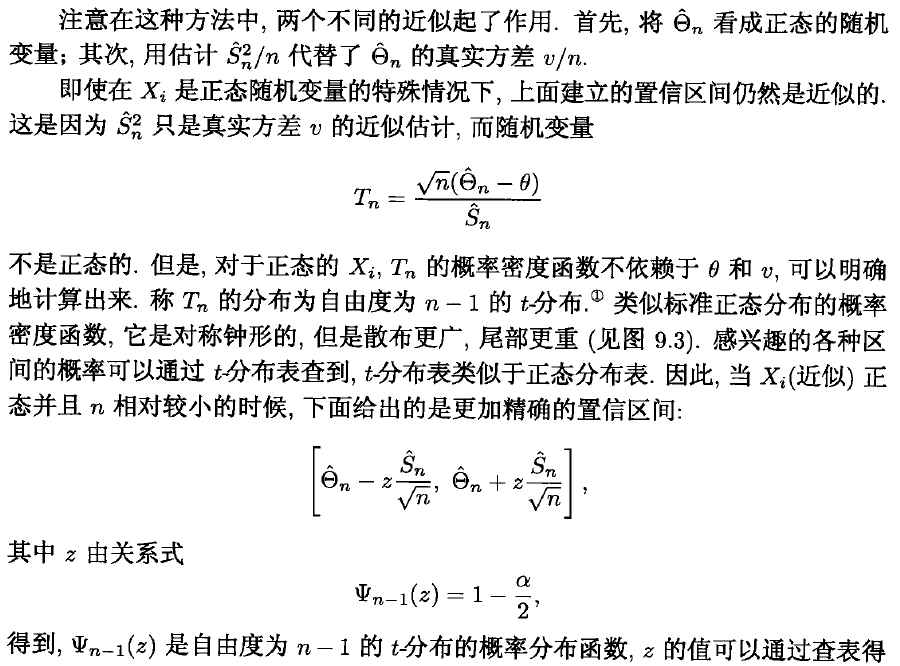 注意在这种方法中, 两个不同的近似起了作用. 首先, 将 $\hat{\Theta}_n$ 看成正态的随机
变量；其次, 用估计 $\hat{S}_n^2/n$ 代替了 $\hat{\Theta}_n$ 的真实方差 $v/n$.
即使在 $X_i$ 是正态随机变量的特殊情况下, 上面建立的置信区间仍然是近似的.
这是因为 $\hat{S}_n^2$ 只是真实方差 $v$ 的近似估计, 而随机变量
$T_n = \frac{\sqrt{n}(\hat{\Theta}_n - \theta)}{\hat{S}_n}$
不是正态的. 但是, 对于正态的 $X_i$, $T_n$ 的概率密度函数不依赖于 $\theta$ 和 $v$, 可以明确
地计算出来. 称 $T_n$ 的分布为自由度为 $n-1$ 的 $t$-分布.① 类似标准正态分布的概率
密度函数, 它是对称钟形的, 但是散布更广, 尾部更重 (见图 9.3). 感兴趣的各种区
间的概率可以通过 $t$-分布表查到, $t$-分布表类似于正态分布表. 因此, 当 $X_i$(近似) 正
态并且 $n$ 相对较小的时候, 下面给出的是更加精确的置信区间:
$\left[\hat{\Theta}_n - z\frac{\hat{S}_n}{\sqrt{n}}, \hat{\Theta}_n + z\frac{\hat{S}_n}{\sqrt{n}}\right],$
其中 $z$ 由关系式
$\Psi_{n-1}(z) = 1 - \frac{\alpha}{2},$
得到, $\Psi_{n-1}(z)$ 是自由度为 $n-1$ 的 $t$-分布的概率分布函数, $z$ 的值可以通过查表得